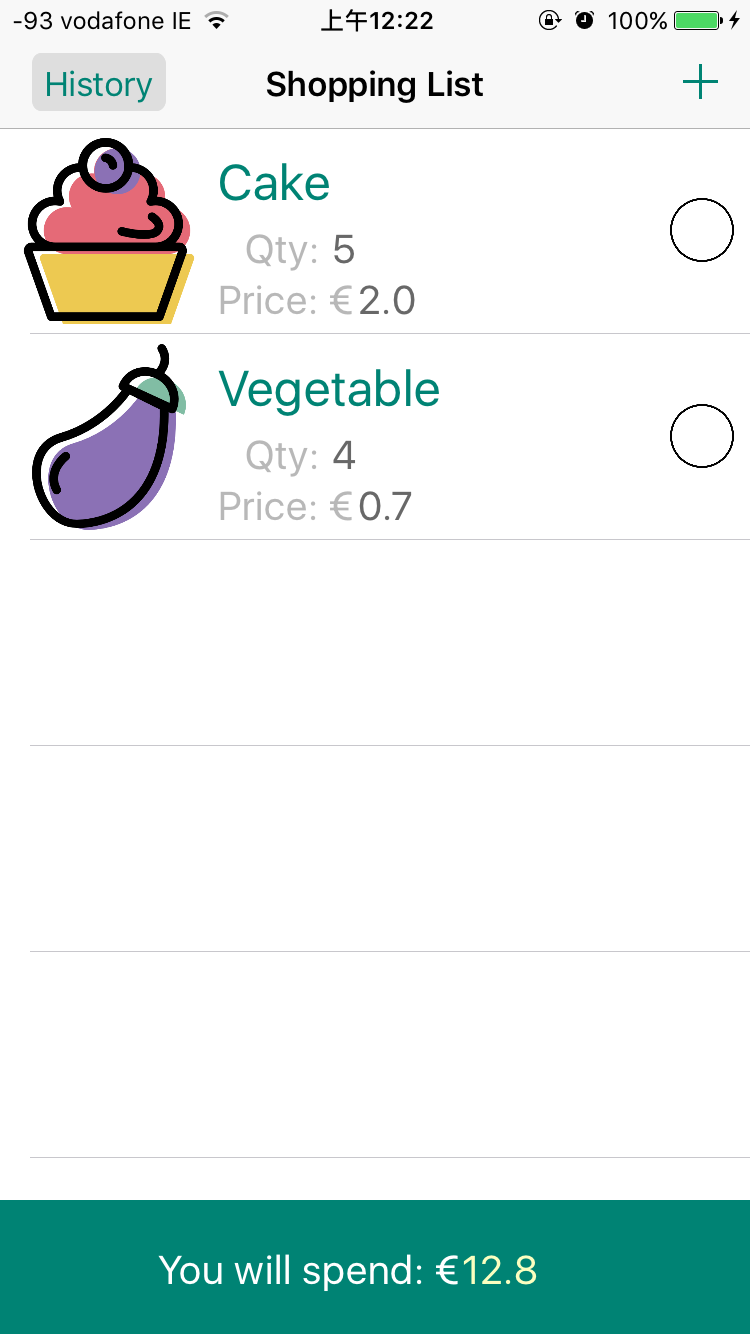 -93 vodafone IE 上午12:22 100%
History Shopping List +
Cake
Qty: 5
Price: €2.0
Vegetable
Qty: 4
Price: €0.7
You will spend: €12.8